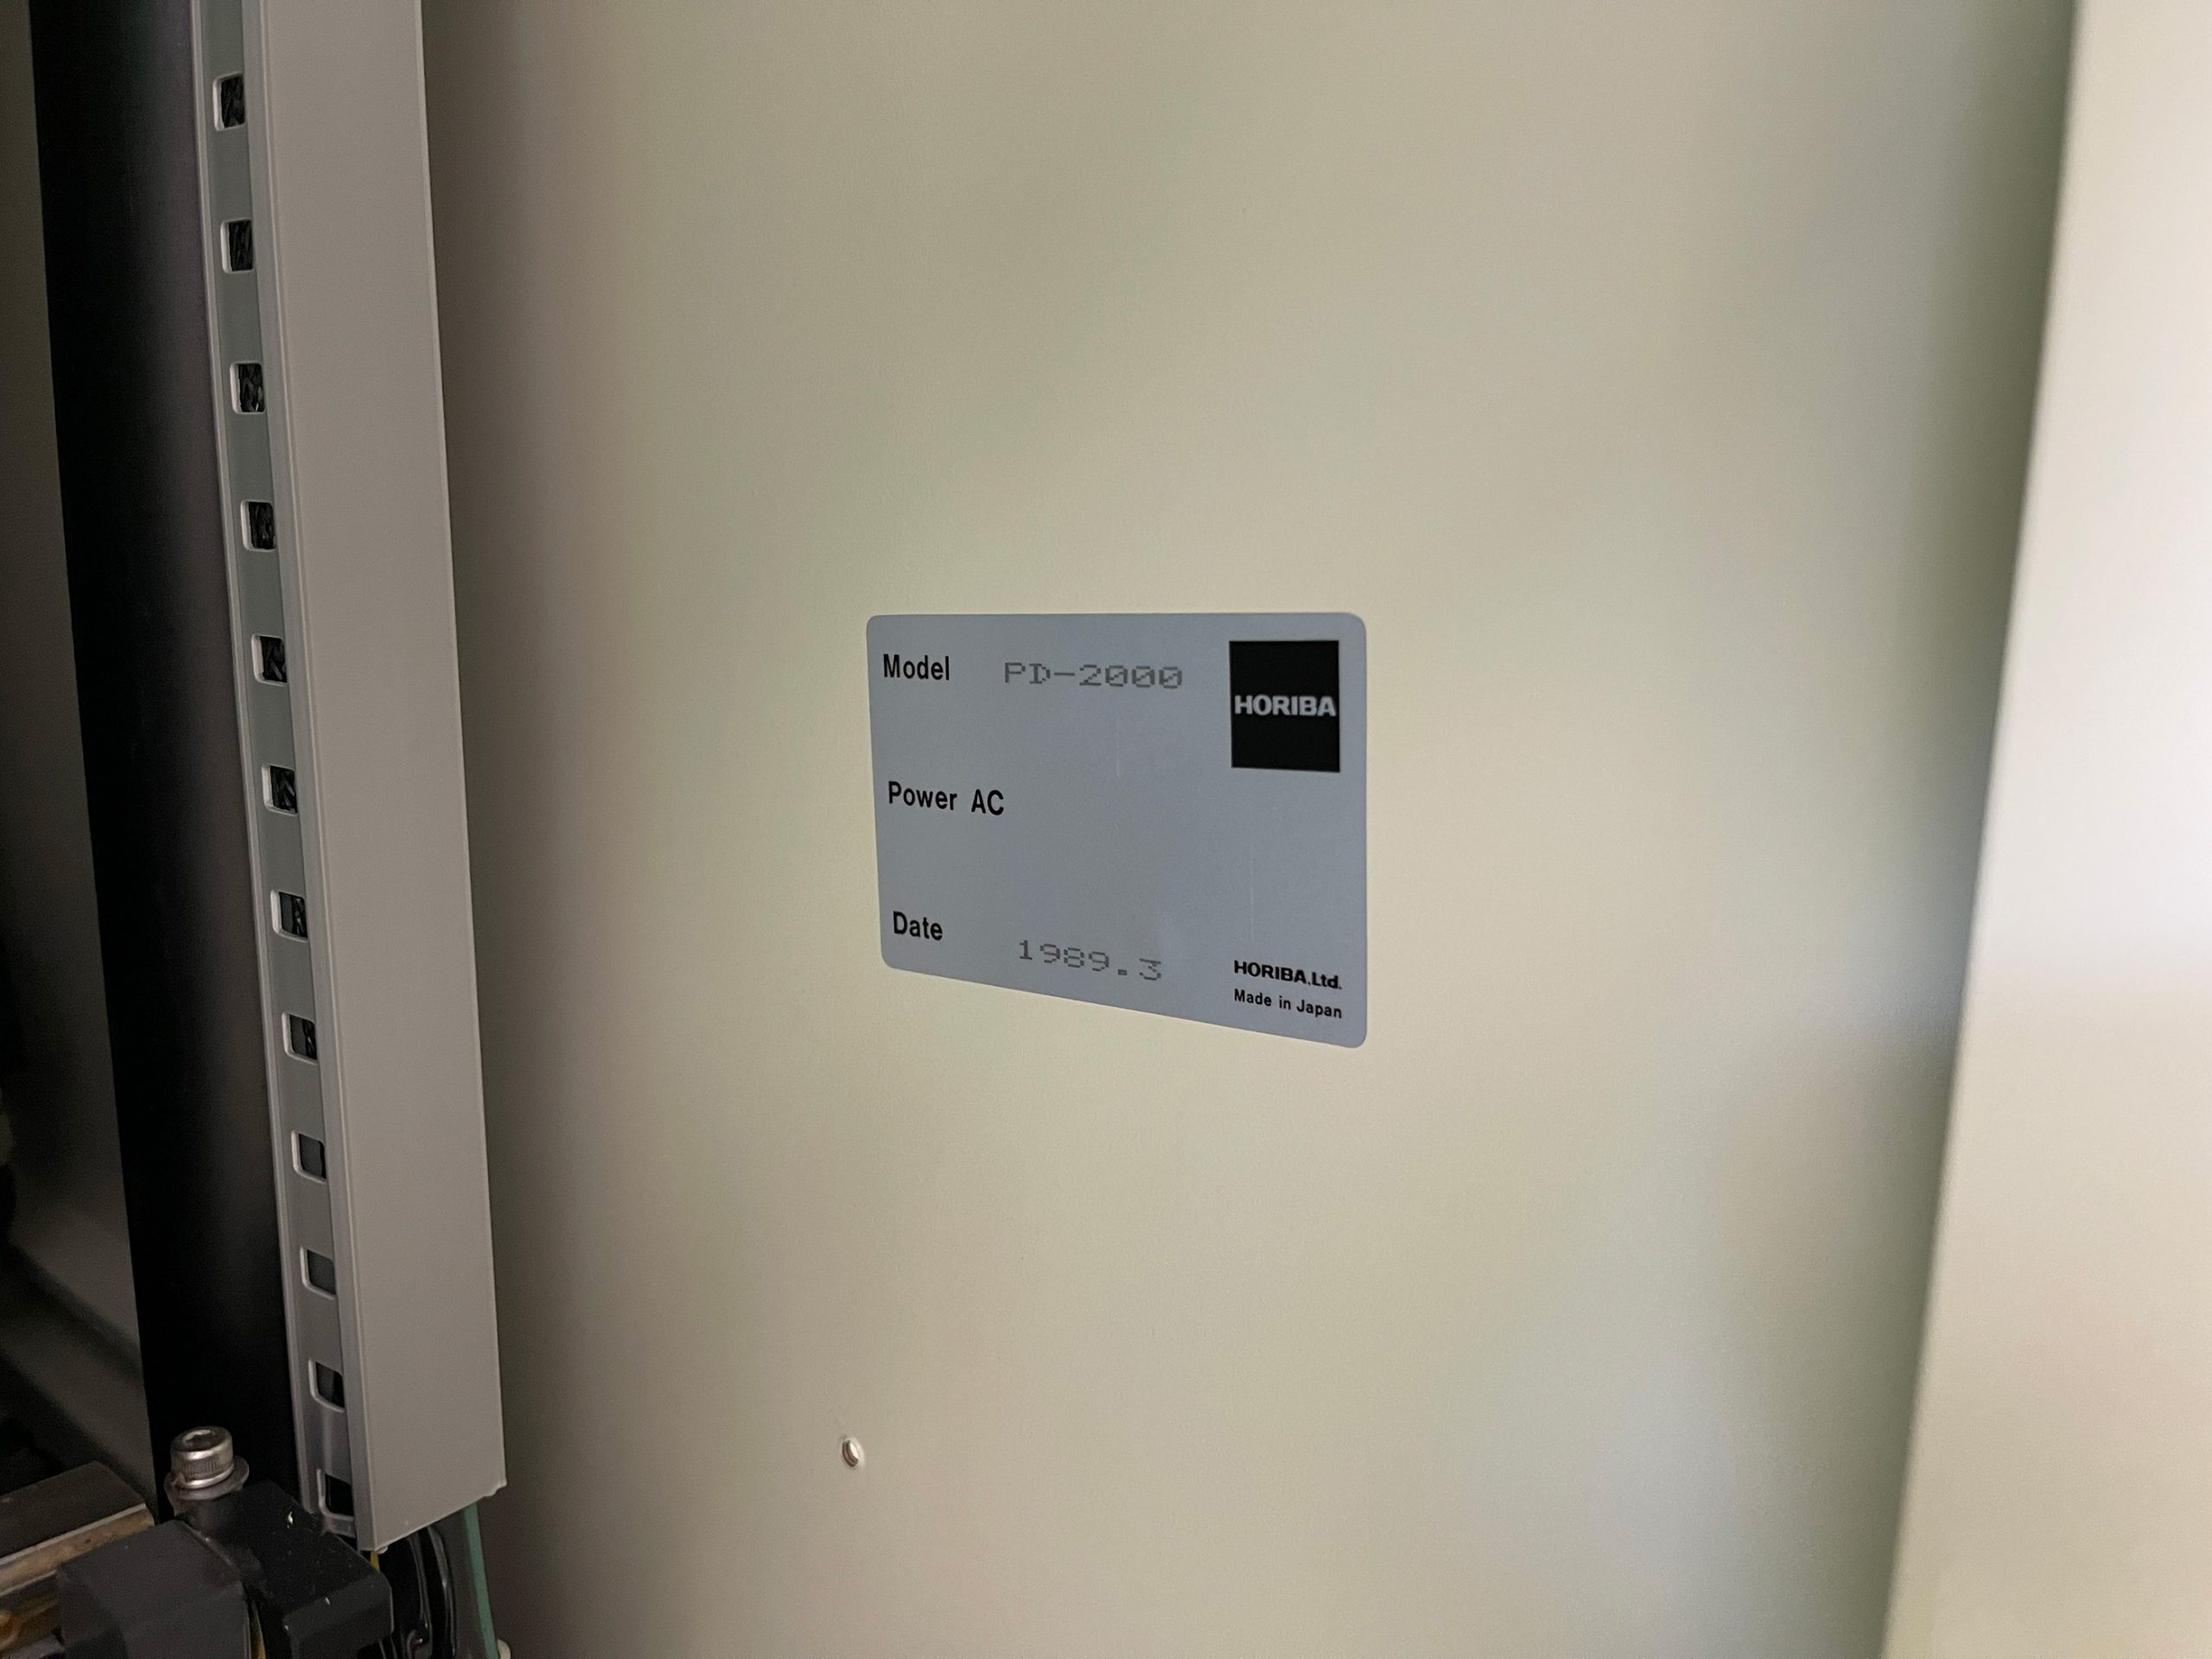 Model PD-2000
HORIBA
Power AC
Date 1989.3
HORIBA.Ltd.
Made in Japan